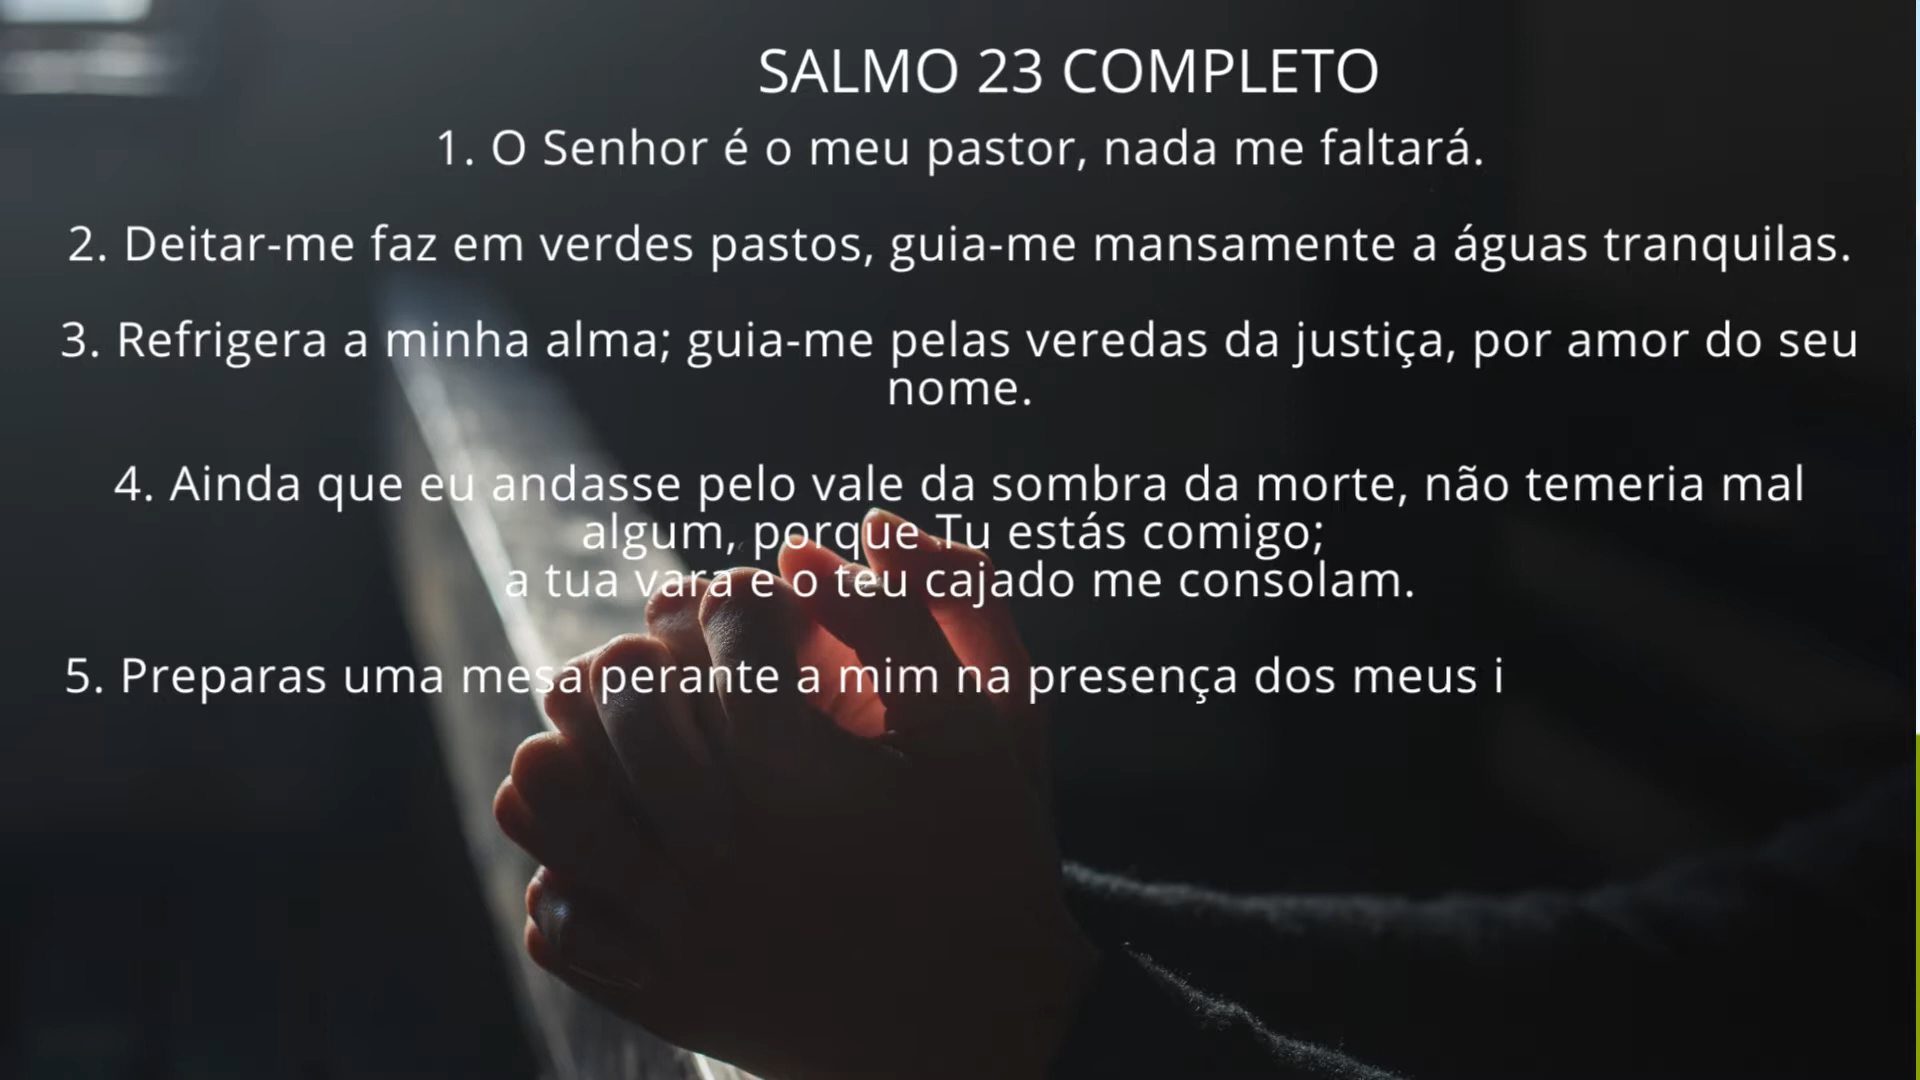 SALMO 23 COMPLETO
1. O Senhor é o meu pastor, nada me faltará.
2. Deitar-me faz em verdes pastos, guia-me mansamente a águas tranquilas.
3. Refrigera a minha alma; guia-me pelas veredas da justiça, por amor do seu
nome.
4. Ainda que eu andasse pelo vale da sombra da morte, não temeria mal
algum, porque Tu estás comigo;
a tua vara e o teu cajado me consolam.
5. Preparas uma mesa perante a mim na presença dos meus i